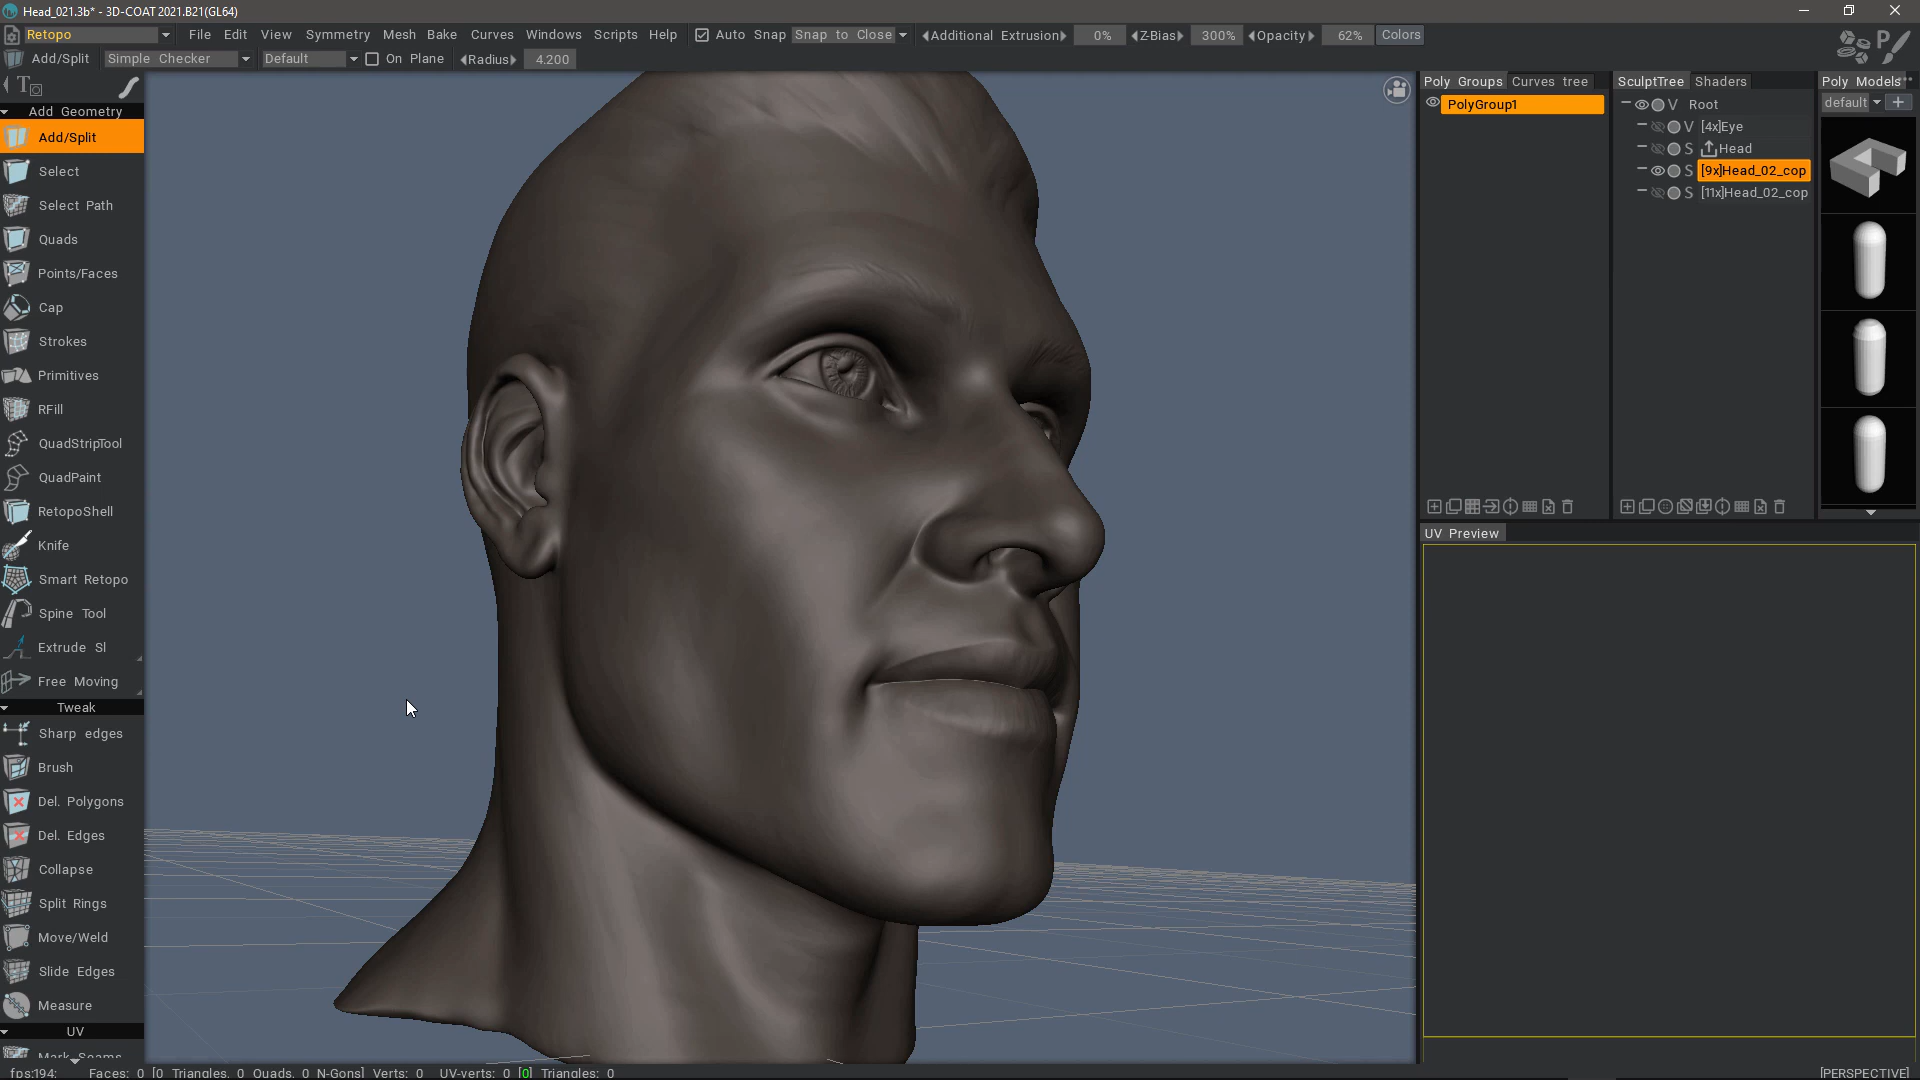 Head_021.3b* - 3D-COAT 2021.B21(GL64)
Retopo File Edit View Symmetry Mesh Bake Curves Windows Scripts Help Auto Snap Snap to Close Additional Extrusion 0% Z-Bias 300% Opacity 62% Colors
Add/Split Simple Checker Default On Plane Radius 4.200
Add Geometry
Add/Split
Select
Select Path
Quads
Points/Faces
Cap
Strokes
Primitives
RFill
QuadStripTool
QuadPaint
RetopoShell
Knife
Smart Retopo
Spine Tool
Extrude Sl
Free Moving
Tweak
Sharp edges
Brush
Del. Polygons
Del. Edges
Collapse
Split Rings
Move/Weld
Slide Edges
Measure
UV
Mark Seams
Poly Groups Curves tree
PolyGroup1
SculptTree Shaders
V Root
V [4x]Eye
S Head
S [9x]Head_02_cop
S [11x]Head_02_cop
Poly Models
default
UV Preview
fps:194; Faces: 0 [0 Triangles, 0 Quads, 0 N-Gons] Verts: 0 UV-verts: 0 [0] Triangles: 0
[PERSPECTIVE]